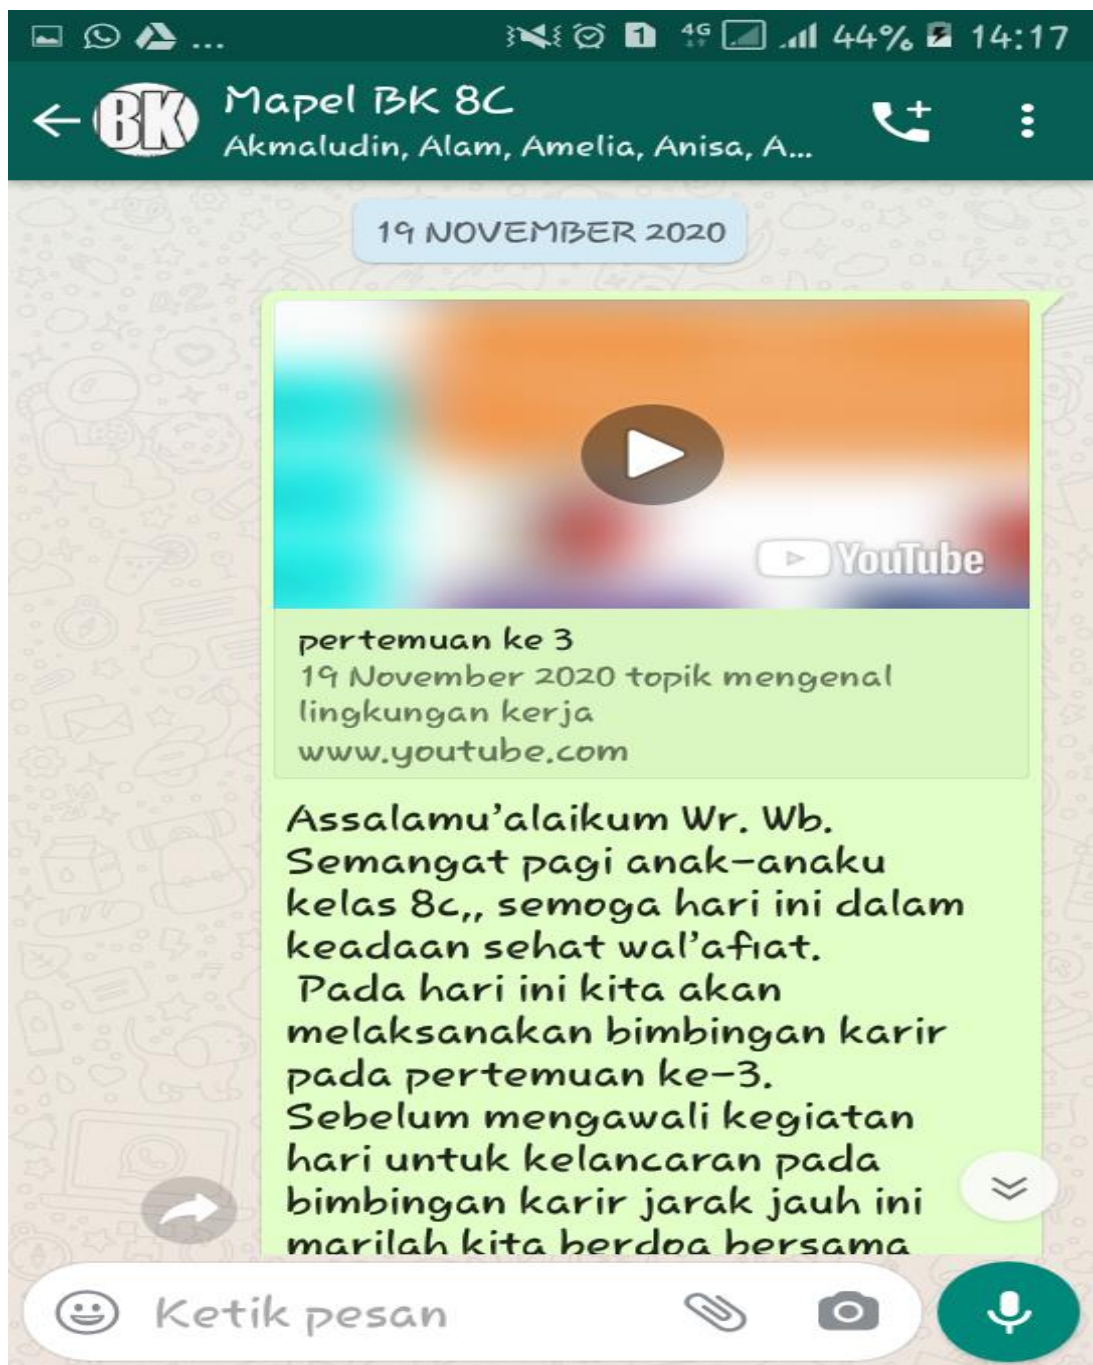 ... 1 4G 44% 14:17
BK Mapel BK 8C
Akmaludin, Alam, Amelia, Anisa, A...
19 NOVEMBER 2020
YouTube
pertemuan ke 3
19 November 2020 topik mengenal
lingkungan kerja
www.youtube.com
Assalamu'alaikum Wr. Wb.
Semangat pagi anak-anaku
kelas 8c,, semoga hari ini dalam
keadaan sehat wal'afiat.
Pada hari ini kita akan
melaksanakan bimbingan karir
pada pertemuan ke-3.
Sebelum mengawali kegiatan
hari untuk kelancaran pada
bimbingan karir jarak jauh ini
marilah kita berdoa bersama
Ketik pesan